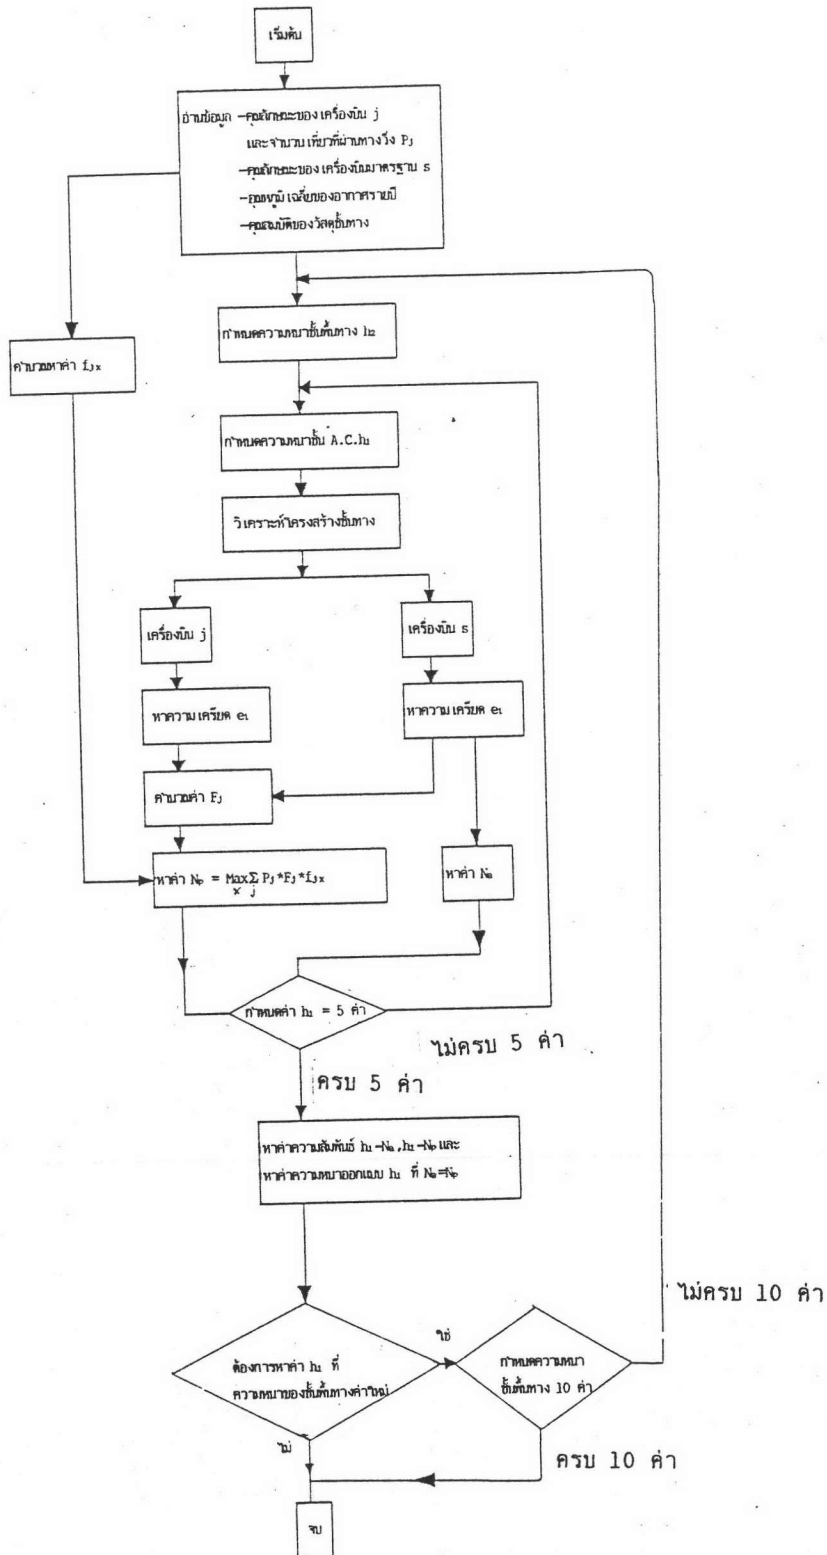 เริ่มต้น
อ่านข้อมูล -คุณลักษณะของเครื่องบิน j
และจำนวนเที่ยวที่ผ่านทางวิ่ง PJ
-คุณลักษณะของเครื่องบินมาตรฐาน s
-อุณหภูมิเฉลี่ยของอากาศรายปี
-คุณสมบัติของวัสดุชั้นทาง
กำหนดความหนาชั้นพื้นทาง h2
คำนวณหาค่า fJx
กำหนดความหนาชั้น A.C.h1
วิเคราะห์โครงสร้างชั้นทาง
เครื่องบิน j
เครื่องบิน s
หาความเครียด et
หาความเครียด et
คำนวณค่า FJ
หาค่า Np = Max Σ PJ*FJ*fJx
x j
หาค่า Na
กำหนดค่า h1 = 5 ค่า
ไม่ครบ 5 ค่า
ครบ 5 ค่า
หาค่าความสัมพันธ์ h1-Na,h1-Np และ
หาค่าความหนาออกแบบ h1 ที่ Na=Np
ไม่ครบ 10 ค่า
ใช่
ต้องการหาค่า h1 ที่
ความหนาของชั้นพื้นทางค่าใหม่
กำหนดความหนา
ชั้นพื้นทาง 10 ค่า
ไม่
ครบ 10 ค่า
จบ